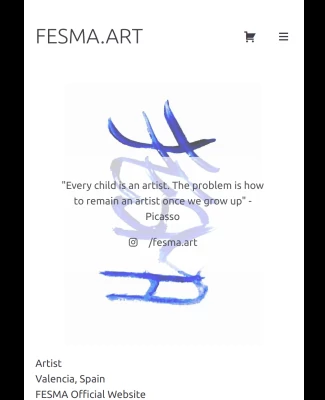 FESMA.ART
"Every child is an artist. The problem is how
to remain an artist once we grow up" -
Picasso
/fesma.art
Artist
Valencia, Spain
FESMA Official Website